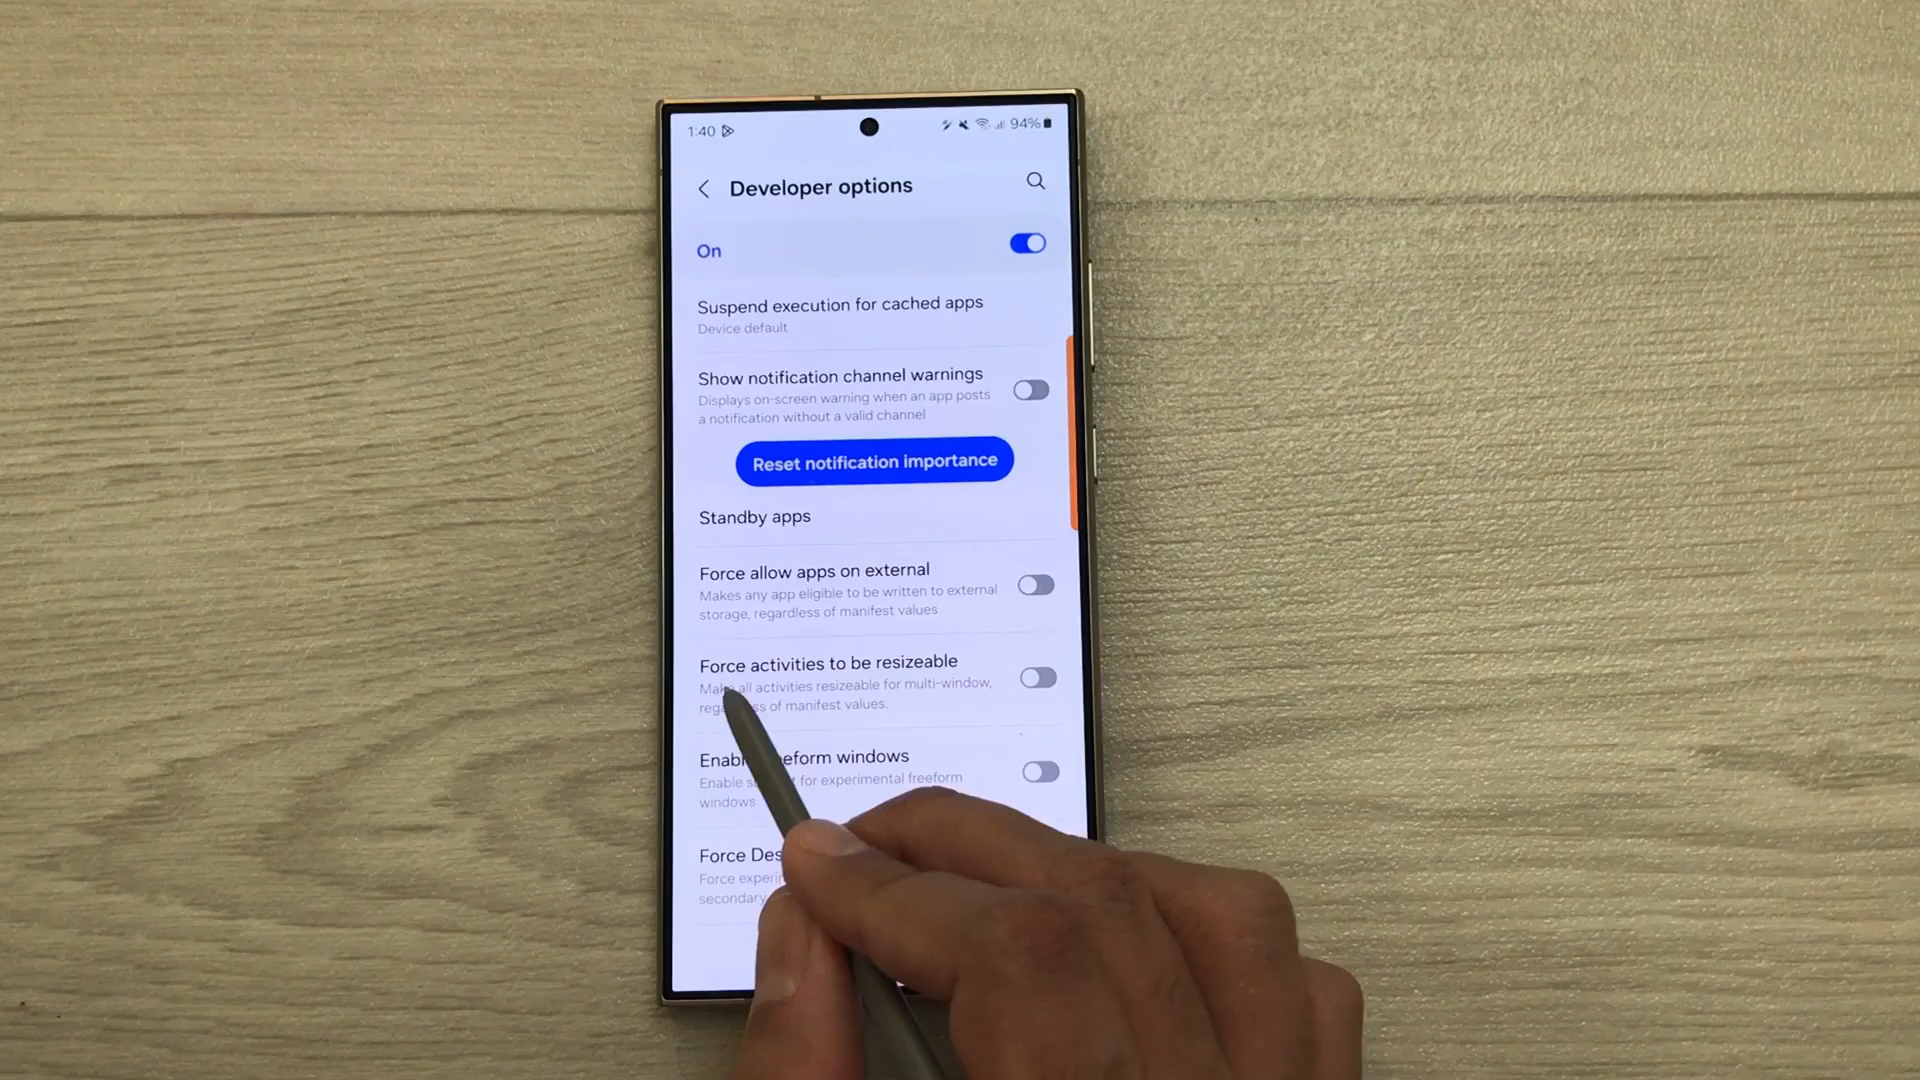 1:40 94%
Developer options
On
Suspend execution for cached apps
Device default
Show notification channel warnings
Displays on-screen warning when an app posts
a notification without a valid channel
Reset notification importance
Standby apps
Force allow apps on external
Makes any app eligible to be written to external
storage, regardless of manifest values
Force activities to be resizeable
all activities resizeable for multi-window,
of manifest values.
windows
Enable for experimental freeform
windows
Force
Force
secondary